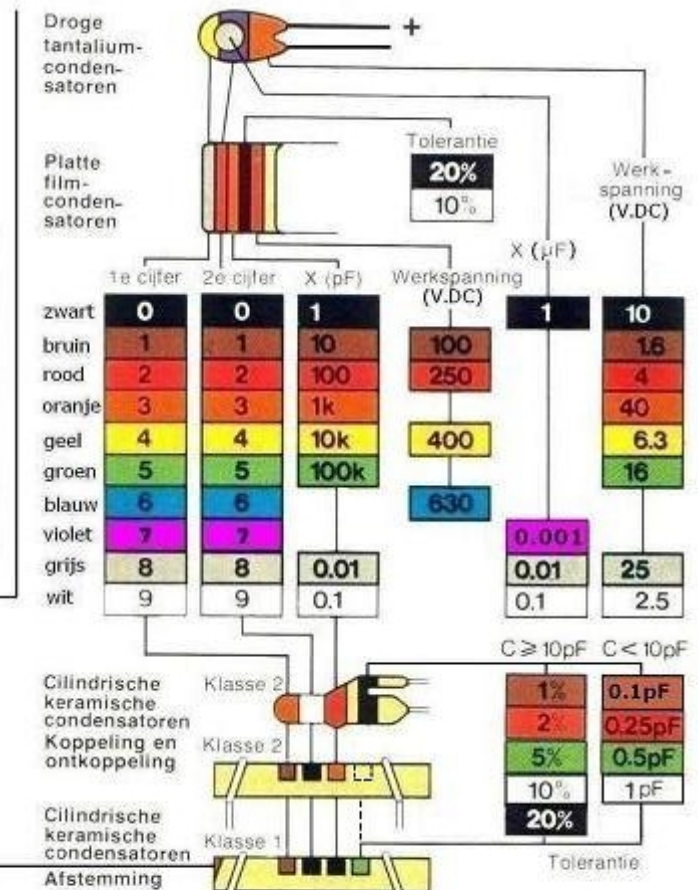 Droge
tantalium-
conden-
satoren
+
Platte
film-
conden-
satoren
Tolerantie
20%
10%
Werk-
spanning
(V.DC)
X (µF)
1e cijfer 2e cijfer X (pF) Werkspanning
(V.DC)
zwart 0 0 1 1 10
bruin 1 1 10 100 1.6
rood 2 2 100 250 4
oranje 3 3 1k 40
geel 4 4 10k 400 6.3
groen 5 5 100k 16
blauw 6 6 630
violet 7 7 0.001
grijs 8 8 0.01 0.01 25
wit 9 9 0.1 0.1 2.5
C ⩾ 10pF C < 10pF
Cilindrische
keramische
condensatoren
Koppeling en
ontkoppeling
Klasse 2
Klasse 2
1% 0.1pF
2% 0.25pF
5% 0.5pF
10% 1pF
20%
Tolerantie
Cilindrische
keramische
condensatoren
Afstemming
Klasse 1